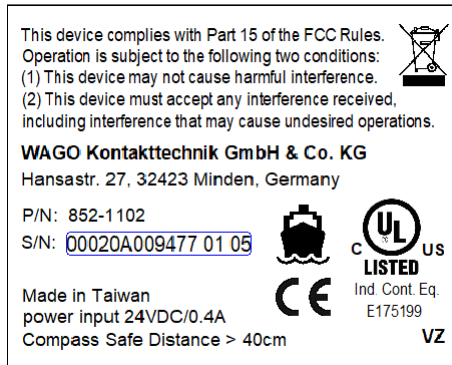 This device complies with Part 15 of the FCC Rules.
Operation is subject to the following two conditions:
(1) This device may not cause harmful interference.
(2) This device must accept any interference received,
including interference that may cause undesired operations.
WAGO Kontakttechnik GmbH & Co. KG
Hansastr. 27, 32423 Minden, Germany
P/N: 852-1102
S/N: 00020A009477 01 05
C UL US
LISTED
Ind. Cont. Eq.
E175199
CE
Made in Taiwan
power input 24VDC/0.4A
Compass Safe Distance > 40cm
VZ